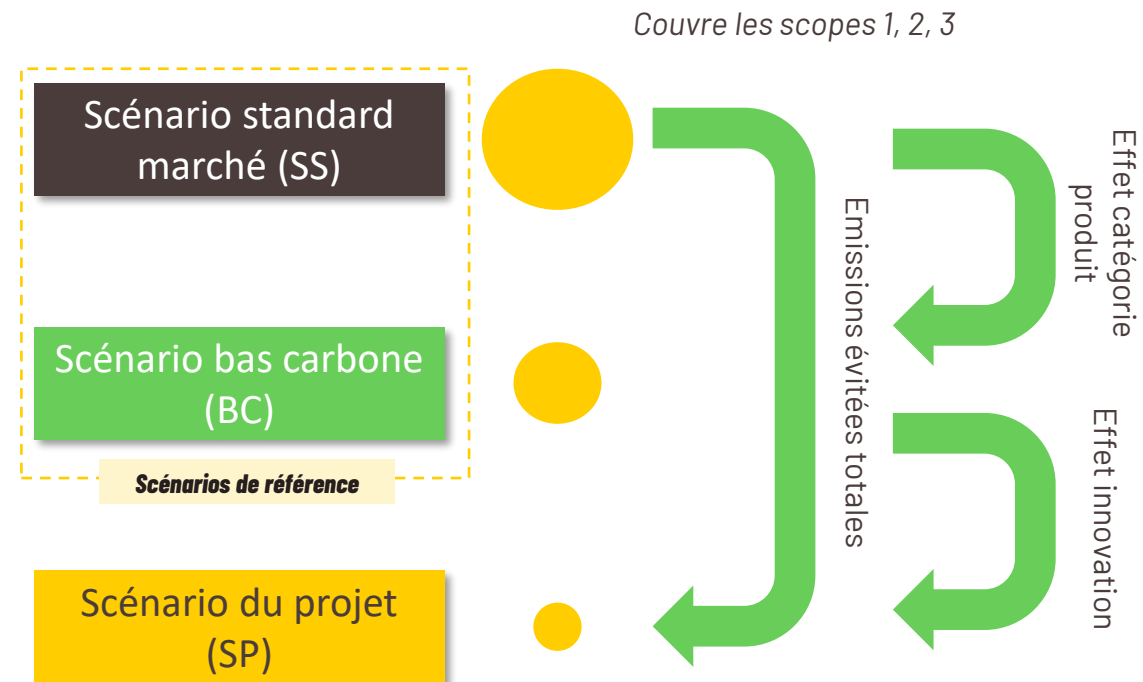 Couvre les scopes 1, 2, 3
Scénario standard
marché (SS)
Scénario bas carbone
(BC)
Scénarios de référence
Scénario du projet
(SP)
Emissions évitées totales
Effet catégorie
produit
Effet innovation